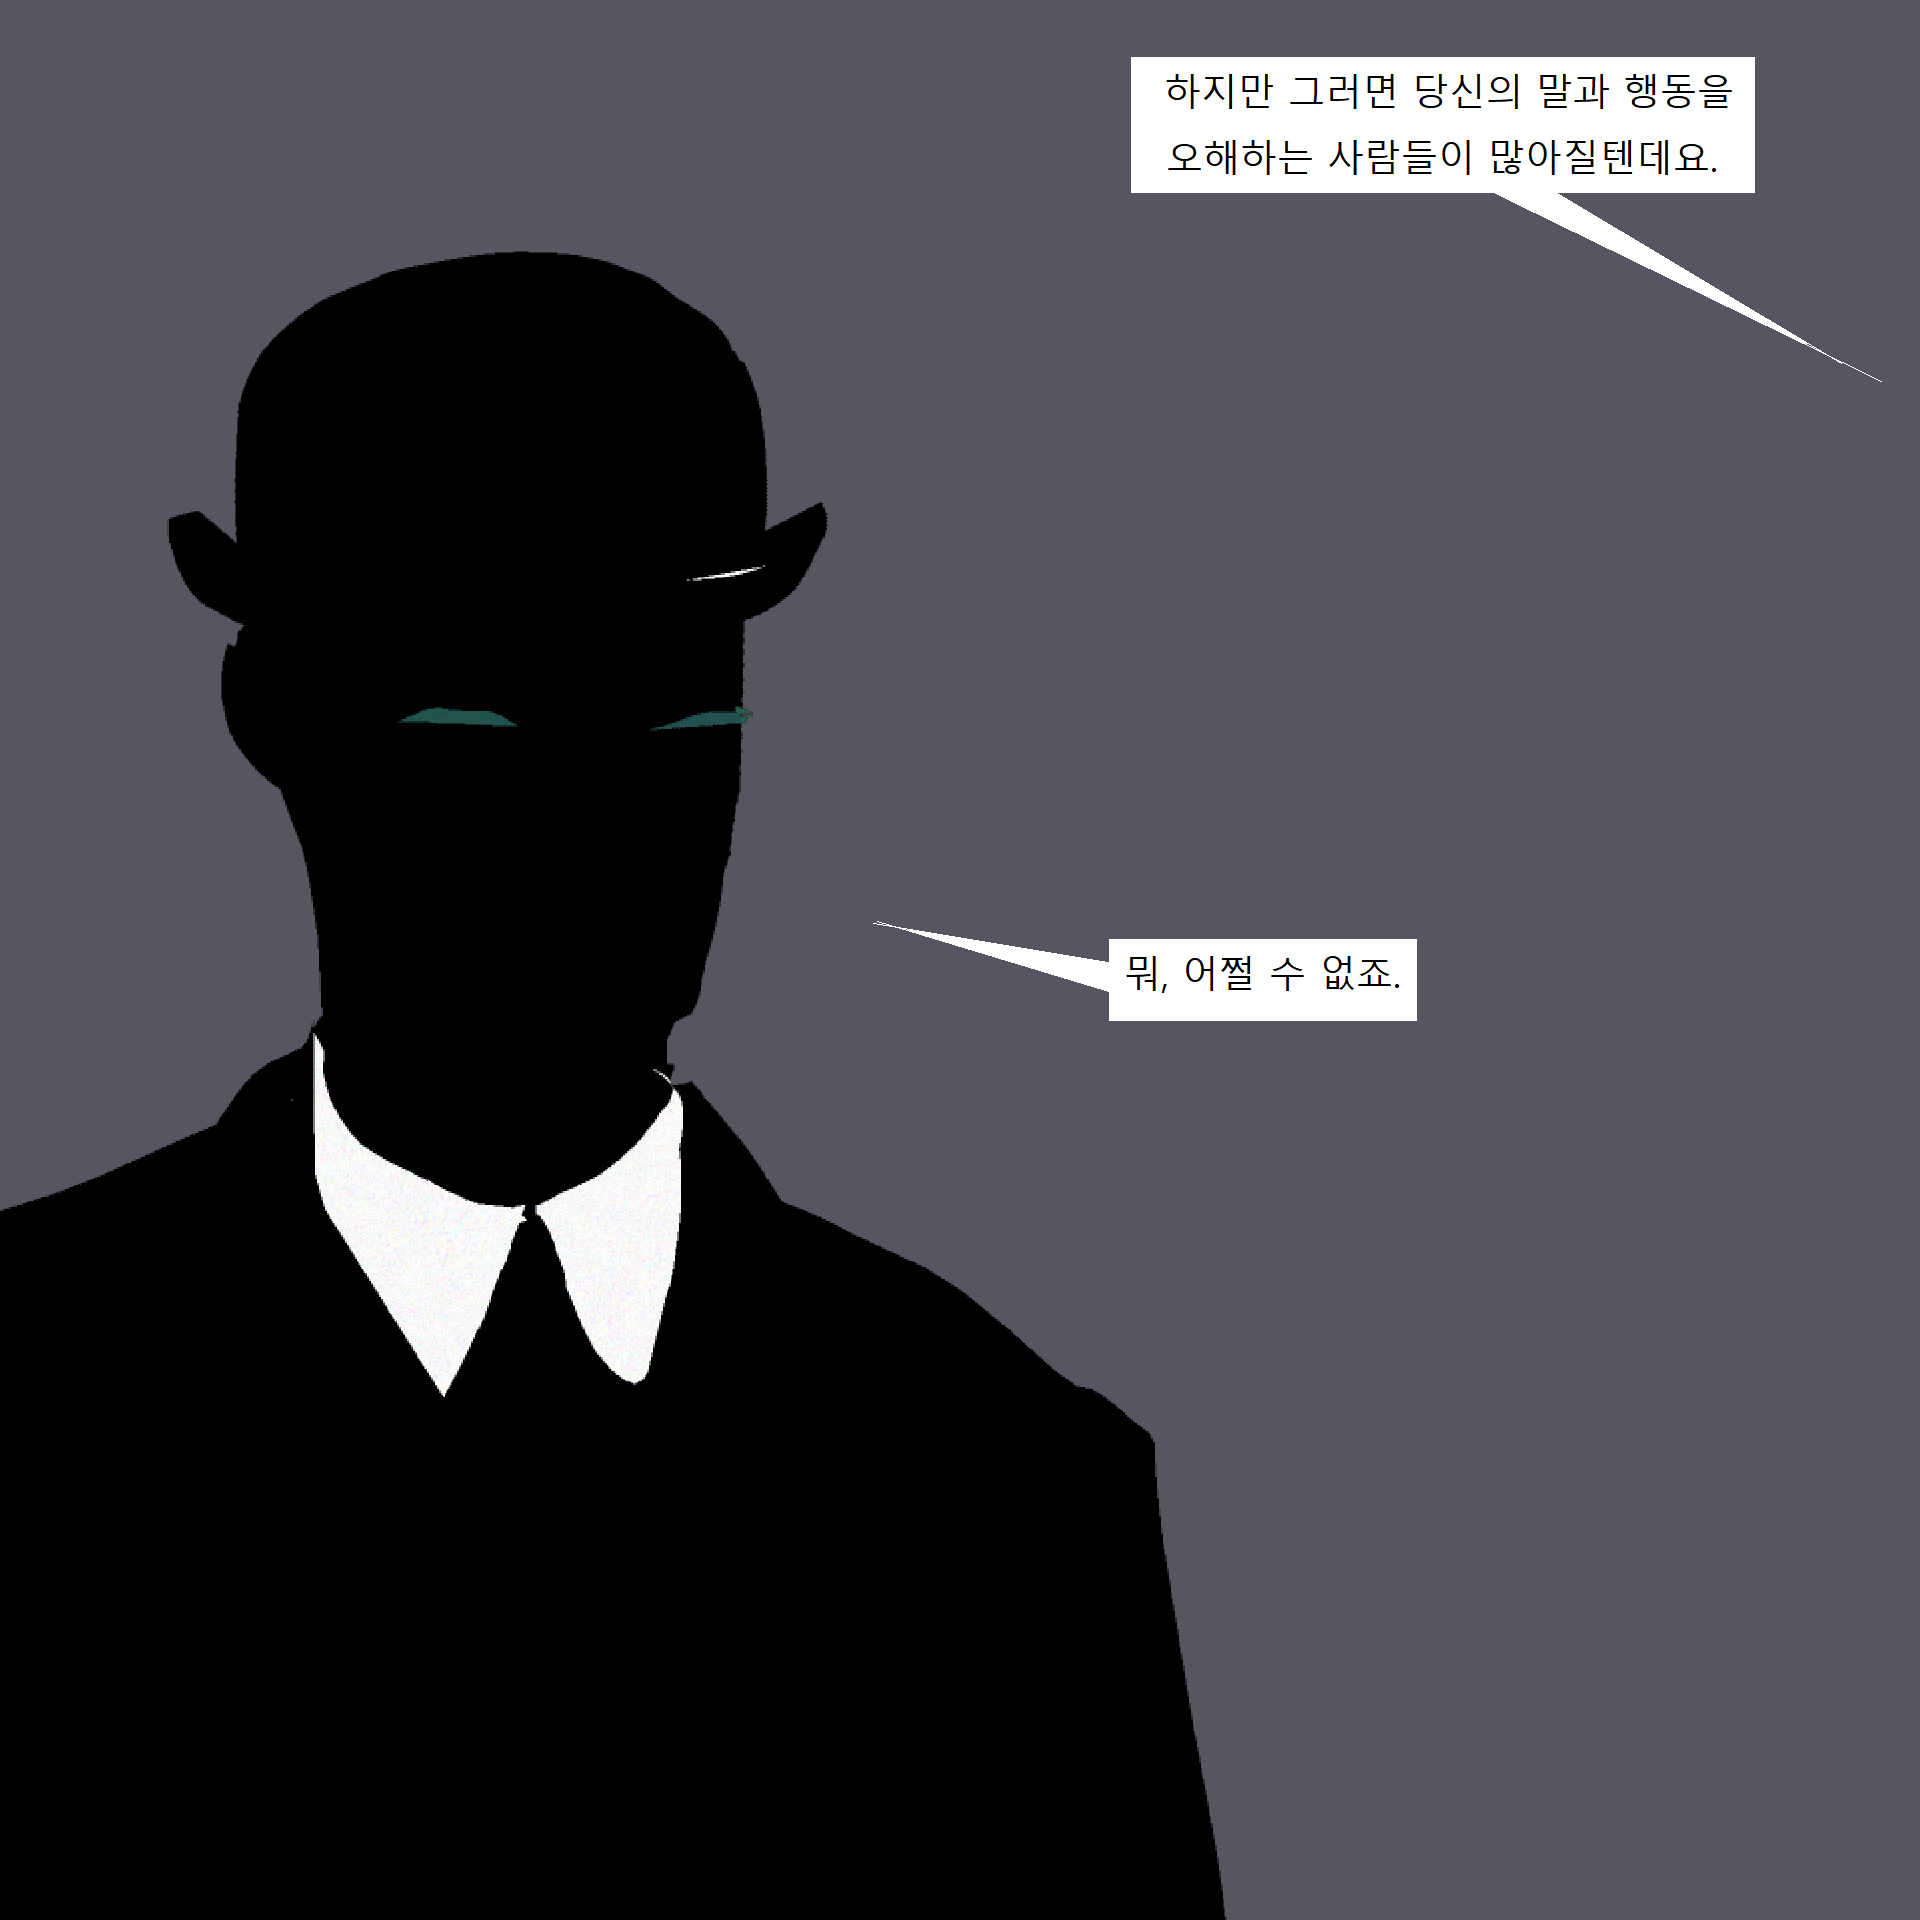 하지만 그러면 당신의 말과 행동을
오해하는 사람들이 많아질텐데요.
뭐, 어쩔 수 없죠.